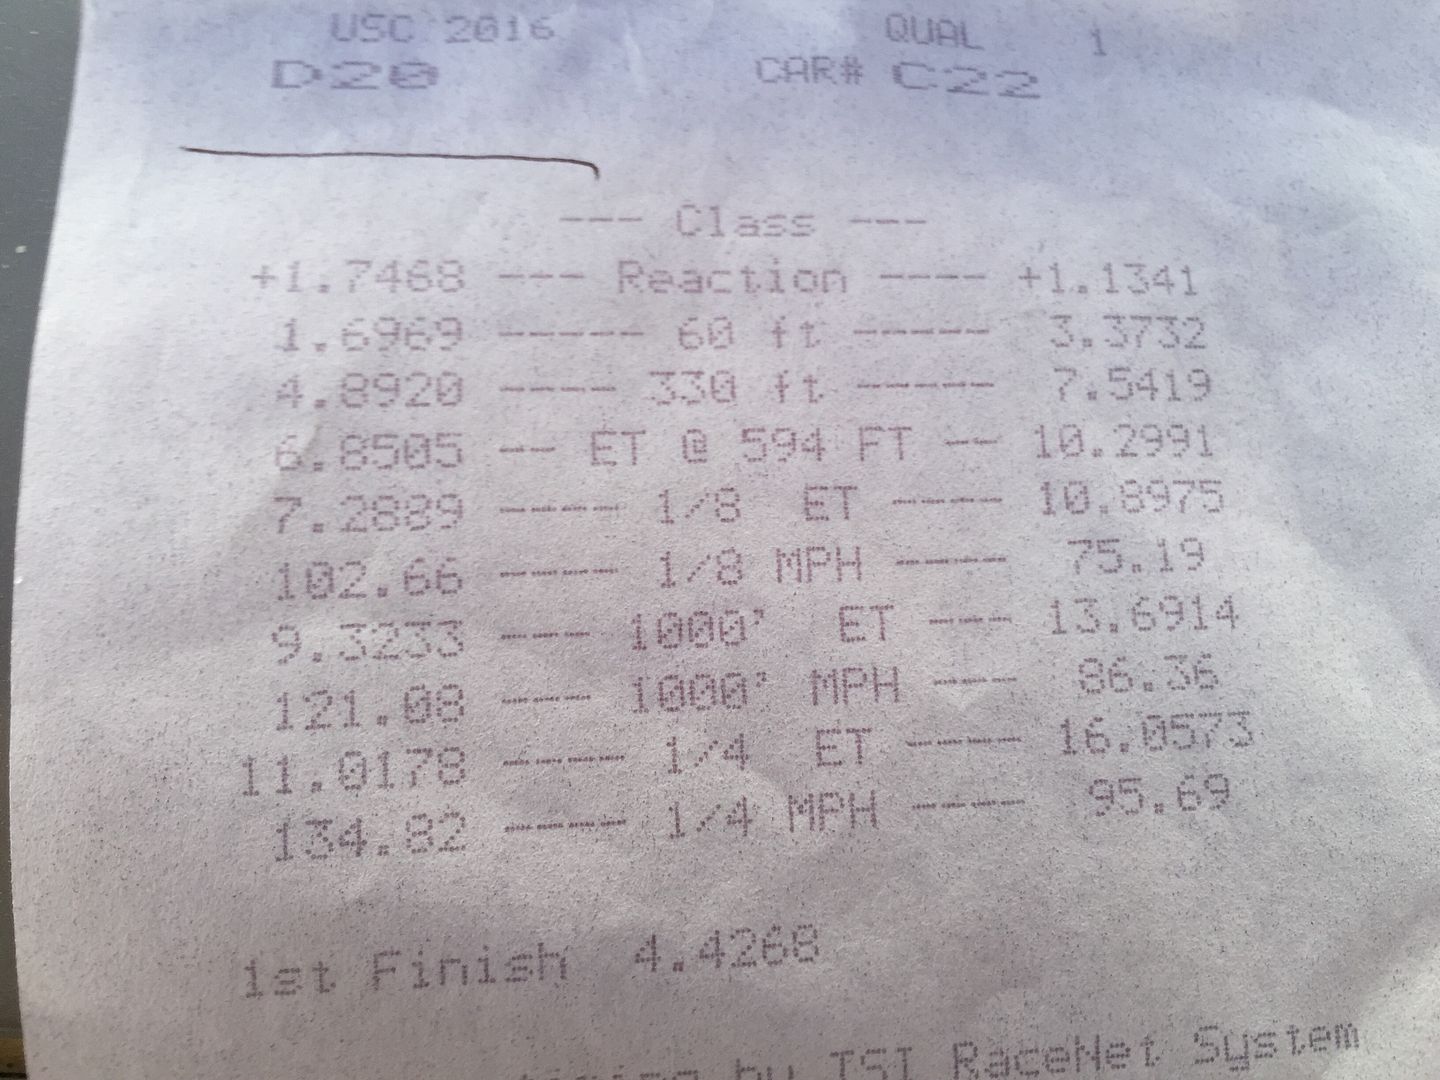 USC 2016 QUAL 1
D20 CAR# C22
--- Class ---
+1.7468 --- Reaction ---- +1.1341
1.6969 ----- 60 ft ----- 3.3732
4.8920 ---- 330 ft ----- 7.5419
6.8505 -- ET @ 594 FT -- 10.2991
7.2889 ---- 1/8 ET ---- 10.8975
102.66 ---- 1/8 MPH ---- 75.19
9.3233 --- 1000' ET --- 13.6914
121.08 --- 1000' MPH --- 86.36
11.0178 ---- 1/4 ET ---- 16.0573
134.82 ---- 1/4 MPH ---- 95.69
1st Finish 4.4268
by TSI RaceNet System